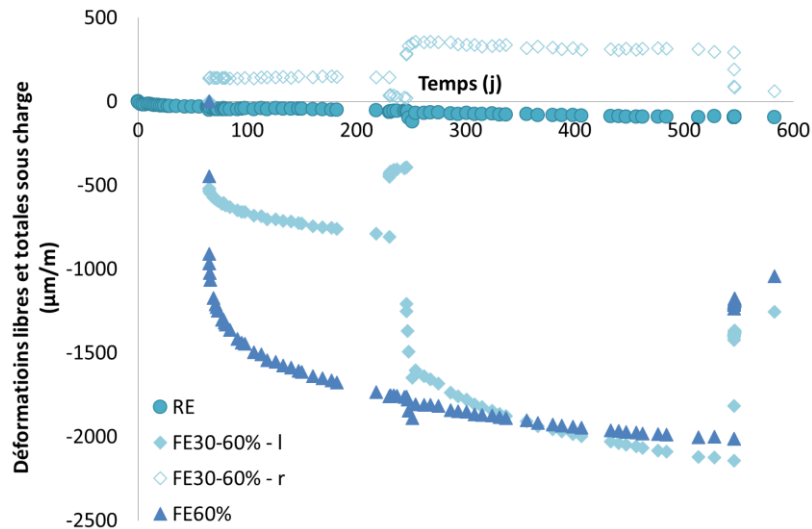 500
0
-500
-1000
-1500
-2000
-2500
0
100
200
300
400
500
600
Temps (j)
Déformatioins libres et totales sous charge
(µm/m)
RE
FE30-60% - l
FE30-60% - r
FE60%